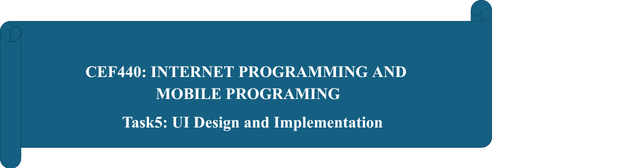 CEF440: INTERNET PROGRAMMING AND
MOBILE PROGRAMING
Task5: UI Design and Implementation